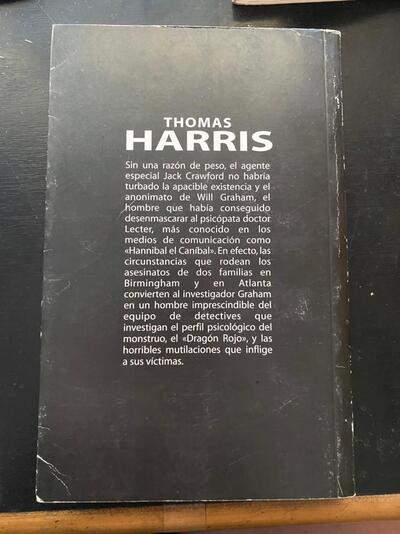 THOMAS
HARRIS
Sin una razón de peso, el agente
especial Jack Crawford no habría
turbado la apacible existencia y el
anonimato de Will Graham, el
hombre que había conseguido
desenmascarar al psicópata doctor
Lecter, más conocido en los
medios de comunicación como
«Hannibal el Caníbal». En efecto, las
circunstancias que rodean los
asesinatos de dos familias en
Birmingham y en Atlanta
convierten al investigador Graham
en un hombre imprescindible del
equipo de detectives que
investigan el perfil psicológico del
monstruo, el «Dragón Rojo», y las
horribles mutilaciones que inflige
a sus víctimas.